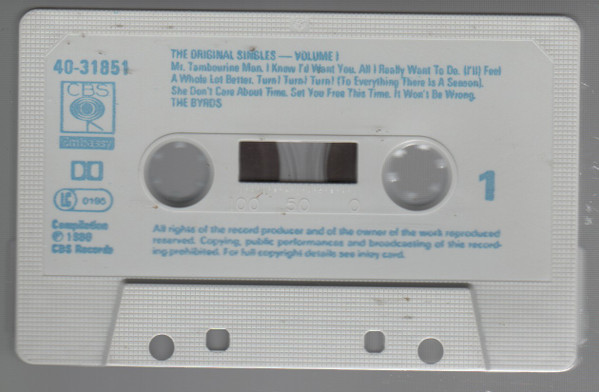 THE ORIGINAL SINGLES — VOLUME I
Mr. Tambourine Man. I Knew I'd Want You. All I Really Want To Do. (I'll) Feel
A Whole Lot Better. Turn! Turn! Turn! (To Everything There Is A Season).
She Don't Care About Time. Set You Free This Time. It Won't Be Wrong.
THE BYRDS
40-31851
CBS
1
0195
100 50 0
Compilation
℗ 1980
CBS Records
All rights of the record producer and of the owner of the work reproduced
reserved. Copying, public performances and broadcasting of this record-
ing prohibited. For full copyright details see inlay card.